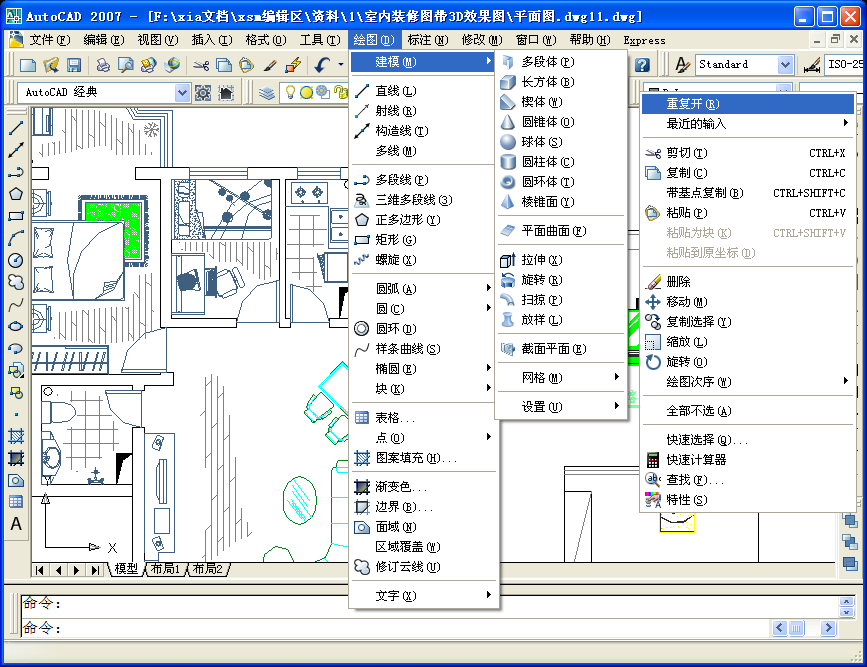 AutoCAD 2007 - [F:\xia文档\xsm编辑区\资料\1\室内装修图带3D效果图\平面图.dwg11.dwg]
文件(F) 编辑(E) 视图(V) 插入(I) 格式(O) 工具(T) 绘图(D) 标注(N) 修改(M) 窗口(W) 帮助(H) Express
Standard ISO-25
AutoCAD 经典
建模(M)
直线(L)
射线(R)
构造线(T)
多线(M)
多段线(P)
三维多段线(3)
正多边形(Y)
矩形(G)
螺旋(X)
圆弧(A)
圆(C)
圆环(D)
样条曲线(S)
椭圆(E)
块(K)
表格...
点(O)
图案填充(H)...
渐变色...
边界(B)...
面域(N)
区域覆盖(W)
修订云线(U)
文字(X)
多段体(P)
长方体(B)
楔体(W)
圆锥体(O)
球体(S)
圆柱体(C)
圆环体(T)
棱锥面(Y)
平面曲面(F)
拉伸(X)
旋转(R)
扫掠(P)
放样(L)
截面平面(E)
网格(M)
设置(U)
重复开(R)
最近的输入
剪切(T) CTRL+X
复制(C) CTRL+C
带基点复制(B) CTRL+SHIFT+C
粘贴(P) CTRL+V
粘贴为块(K) CTRL+SHIFT+V
粘贴到原坐标(D)
删除
移动(M)
复制选择(Y)
缩放(L)
旋转(O)
绘图次序(W)
全部不选(A)
快速选择(Q)...
快速计算器
查找(F)...
特性(S)
A
X
模型 布局1 布局2
命令:
命令: